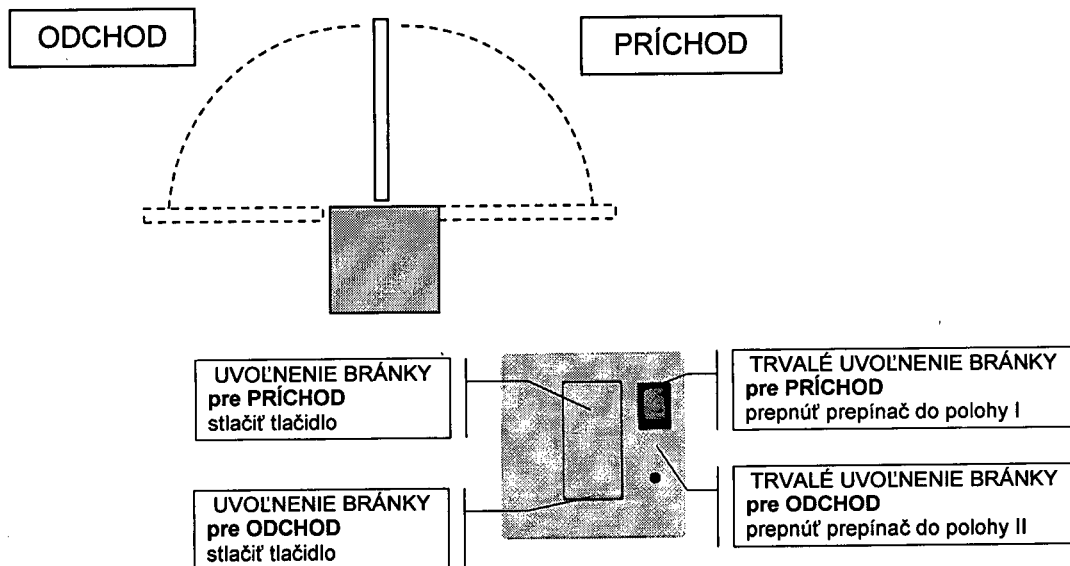 ODCHOD
PRÍCHOD
UVOĽNENIE BRÁNKY
pre PRÍCHOD
stlačiť tlačidlo
TRVALÉ UVOĽNENIE BRÁNKY
pre PRÍCHOD
prepnúť prepínač do polohy I
UVOĽNENIE BRÁNKY
pre ODCHOD
stlačiť tlačidlo
TRVALÉ UVOĽNENIE BRÁNKY
pre ODCHOD
prepnúť prepínač do polohy II